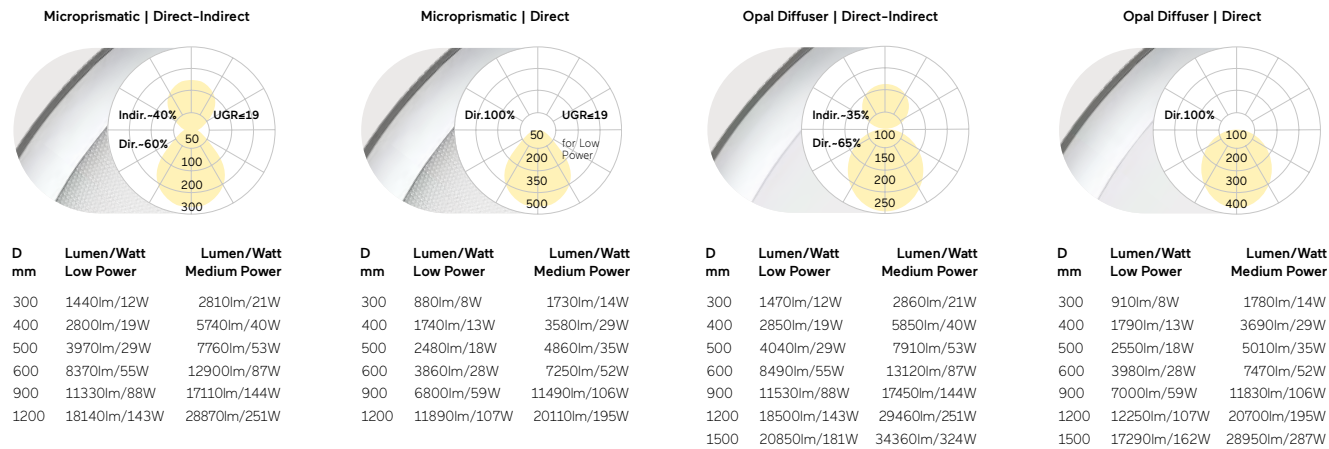 Microprismatic | Direct-Indirect
Indir.~40%
UGR≤19
Dir.~60%
50
100
200
300
D Lumen/Watt Lumen/Watt
mm Low Power Medium Power
300 1440lm/12W 2810lm/21W
400 2800lm/19W 5740lm/40W
500 3970lm/29W 7760lm/53W
600 8370lm/55W 12900lm/87W
900 11330lm/88W 17110lm/144W
1200 18140lm/143W 28870lm/251W
Microprismatic | Direct
Dir.100%
UGR≤19
for Low
Power
50
200
350
500
D Lumen/Watt Lumen/Watt
mm Low Power Medium Power
300 880lm/8W 1730lm/14W
400 1740lm/13W 3580lm/29W
500 2480lm/18W 4860lm/35W
600 3860lm/28W 7250lm/52W
900 6800lm/59W 11490lm/106W
1200 11890lm/107W 20110lm/195W
Opal Diffuser | Direct-Indirect
Indir.~35%
Dir.~65%
100
150
200
250
D Lumen/Watt Lumen/Watt
mm Low Power Medium Power
300 1470lm/12W 2860lm/21W
400 2850lm/19W 5850lm/40W
500 4040lm/29W 7910lm/53W
600 8490lm/55W 13120lm/87W
900 11530lm/88W 17450lm/144W
1200 18500lm/143W 29460lm/251W
1500 20850lm/181W 34360lm/324W
Opal Diffuser | Direct
Dir.100%
100
200
300
400
D Lumen/Watt Lumen/Watt
mm Low Power Medium Power
300 910lm/8W 1780lm/14W
400 1790lm/13W 3690lm/29W
500 2550lm/18W 5010lm/35W
600 3980lm/28W 7470lm/52W
900 7000lm/59W 11830lm/106W
1200 12250lm/107W 20700lm/195W
1500 17290lm/162W 28950lm/287W